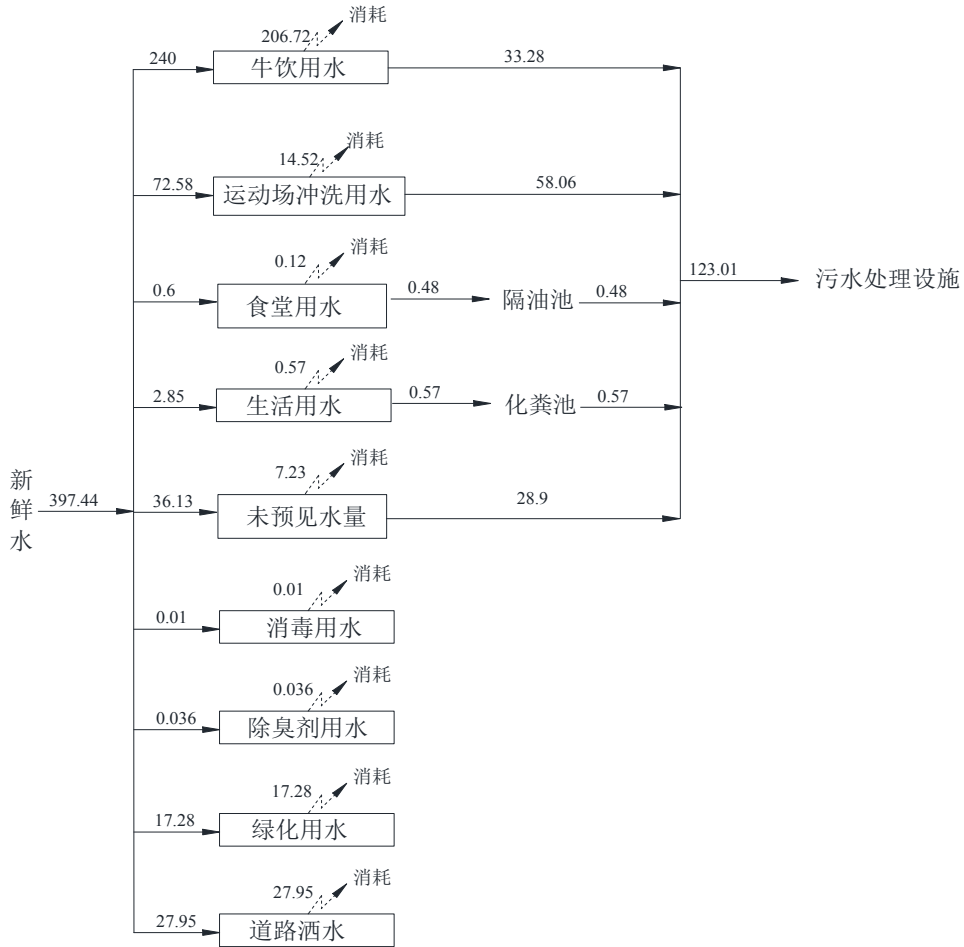 消耗
206.72
240
牛饮用水
33.28
消耗
14.52
72.58
运动场冲洗用水
58.06
消耗
0.12
0.6
食堂用水
0.48
隔油池
0.48
123.01
污水处理设施
消耗
0.57
2.85
生活用水
0.57
化粪池
0.57
新鲜水
397.44
消耗
7.23
36.13
未预见水量
28.9
消耗
0.01
0.01
消毒用水
消耗
0.036
0.036
除臭剂用水
消耗
17.28
17.28
绿化用水
消耗
27.95
27.95
道路洒水